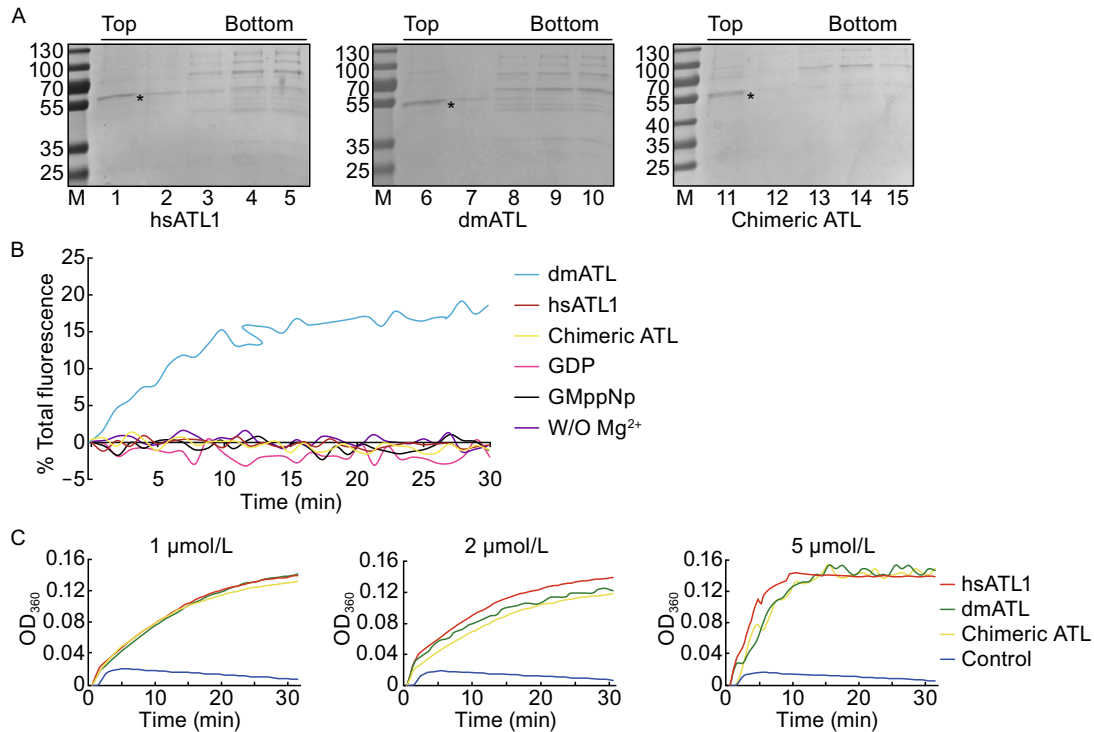 A
Top Bottom Top Bottom Top Bottom
130 130 130
100 100 100
70 70 70
55 55 55
40
35 35 35
25 25 25
* * *
M 1 2 3 4 5 M 6 7 8 9 10 M 11 12 13 14 15
hsATL1 dmATL Chimeric ATL
B
% Total fluorescence
25
20
15
10
5
0
−5
5 10 15 20 25 30
Time (min)
dmATL
hsATL1
Chimeric ATL
GDP
GMppNp
W/O Mg²⁺
C
1 µmol/L 2 µmol/L 5 µmol/L
OD₃₆₀ OD₃₆₀ OD₃₆₀
0.16 0.16 0.16
0.12 0.12 0.12
0.08 0.08 0.08
0.04 0.04 0.04
0 0 0
0 10 20 30 0 10 20 30 0 10 20 30
Time (min) Time (min) Time (min)
hsATL1
dmATL
Chimeric ATL
Control